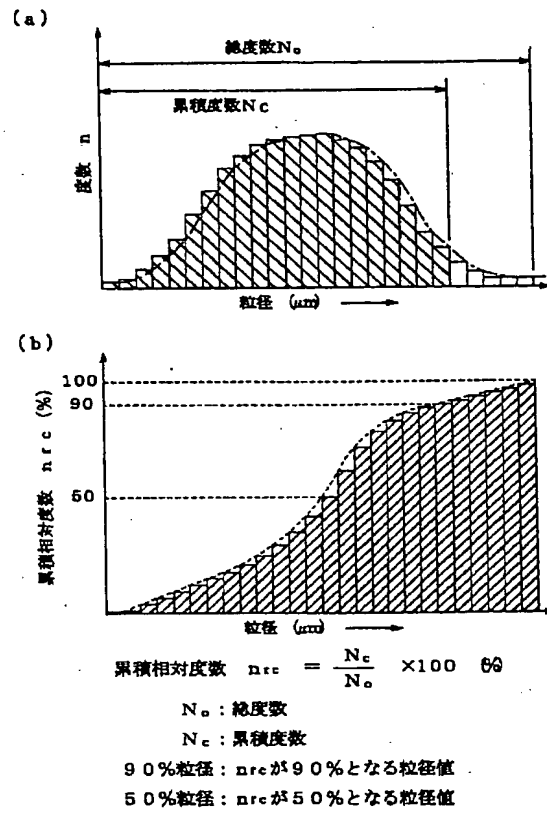 (a)
総度数No
累積度数Nc
度数 n
粒径 (μm)
(b)
100
90
50
累積相対度数 nrc (%)
粒径 (μm)
累積相対度数 nrc = Nc/No ×100 (%)
No:総度数
Nc:累積度数
90%粒径:nrcが90%となる粒径値
50%粒径:nrcが50%となる粒径値